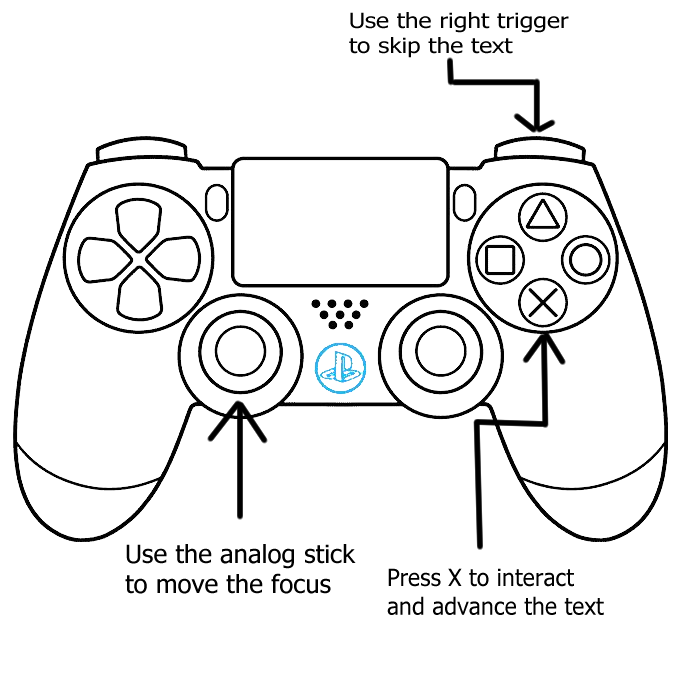 Use the right trigger
to skip the text
Use the analog stick
to move the focus
Press X to interact
and advance the text